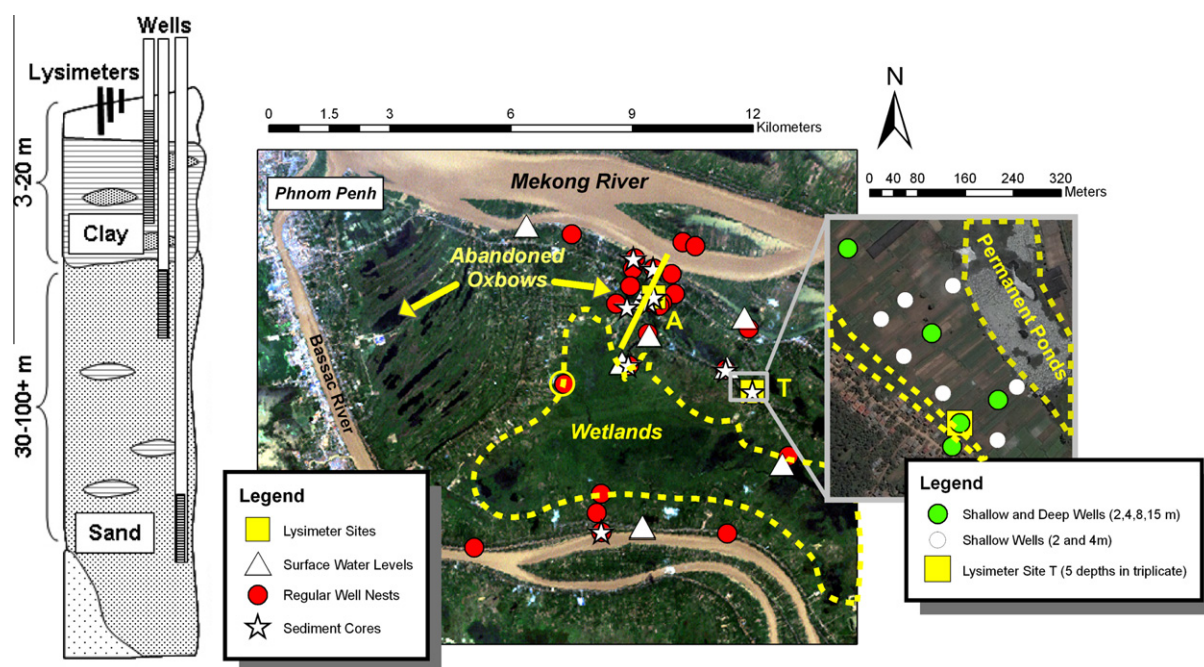 Wells
Lysimeters
3-20 m
Clay
30-100+ m
Sand
0 1.5 3 6 9 12
Kilometers
N
0 40 80 160 240 320
Meters
Phnom Penh
Mekong River
Abandoned
Oxbows
Bassac River
A
T
Wetlands
Permanent Ponds
Legend
Lysimeter Sites
Surface Water Levels
Regular Well Nests
Sediment Cores
Legend
Shallow and Deep Wells (2,4,8,15 m)
Shallow Wells (2 and 4m)
Lysimeter Site T (5 depths in triplicate)